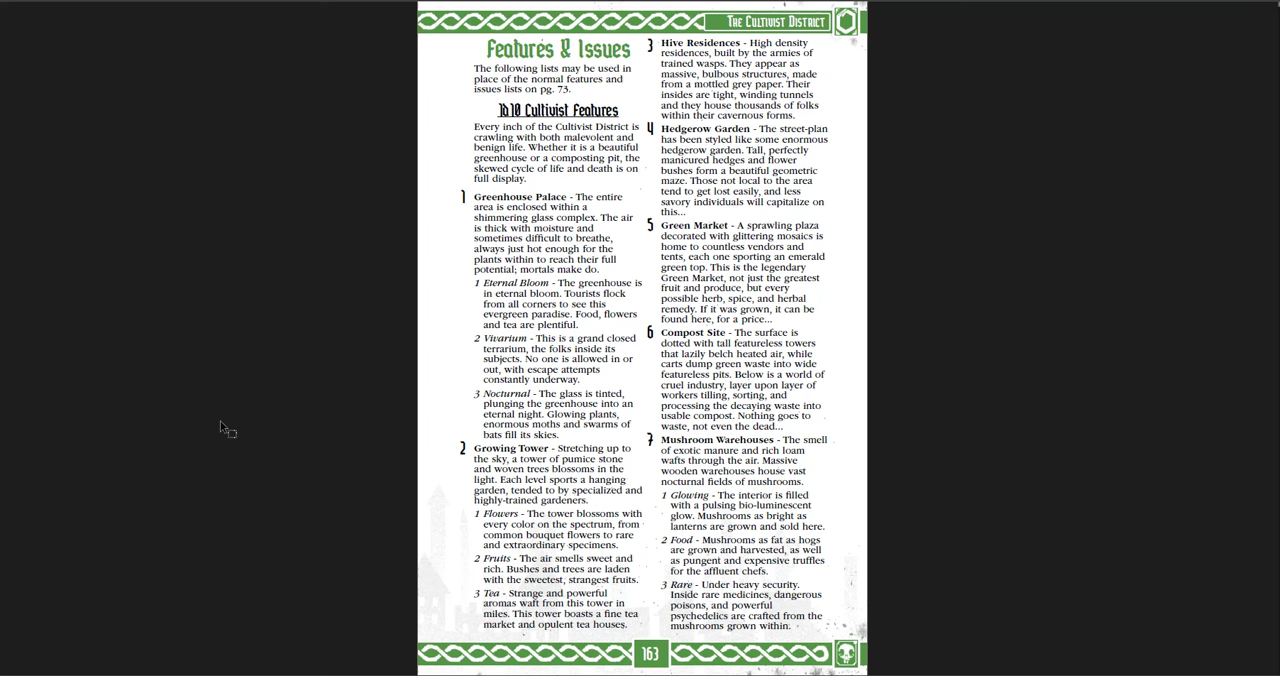 The Cultivist District
Features & Issues
The following lists may be used in
place of the normal features and
issues lists on pg. 73.
1D10 Cultivist Features
Every inch of the Cultivist District is
crawling with both malevolent and
benign life. Whether it is a beautiful
greenhouse or a composting pit, the
skewed cycle of life and death is on
full display.
1 Greenhouse Palace - The entire
area is enclosed within a
shimmering glass complex. The air
is thick with moisture and
sometimes difficult to breathe,
always just hot enough for the
plants within to reach their full
potential; mortals make do.
1 Eternal Bloom - The greenhouse is
in eternal bloom. Tourists flock
from all corners to see this
evergreen paradise. Food, flowers
and tea are plentiful.
2 Vivarium - This is a grand closed
terrarium, the folks inside its
subjects. No one is allowed in or
out, with escape attempts
constantly underway.
3 Nocturnal - The glass is tinted,
plunging the greenhouse into an
eternal night. Glowing plants,
enormous moths and swarms of
bats fill its skies.
2 Growing Tower - Stretching up to
the sky, a tower of pumice stone
and woven trees blossoms in the
light. Each level sports a hanging
garden, tended to by specialized and
highly-trained gardeners.
1 Flowers - The tower blossoms with
every color on the spectrum, from
common bouquet flowers to rare
and extraordinary specimens.
2 Fruits - The air smells sweet and
rich. Bushes and trees are laden
with the sweetest, strangest fruits.
3 Tea - Strange and powerful
aromas waft from this tower in
miles. This tower boasts a fine tea
market and opulent tea houses.
3 Hive Residences - High density
residences, built by the armies of
trained wasps. They appear as
massive, bulbous structures, made
from a mottled grey paper. Their
insides are tight, winding tunnels
and they house thousands of folks
within their cavernous forms.
4 Hedgerow Garden - The street-plan
has been styled like some enormous
hedgerow garden. Tall, perfectly
manicured hedges and flower
bushes form a beautiful geometric
maze. Those not local to the area
tend to get lost easily, and less
savory individuals will capitalize on
this...
5 Green Market - A sprawling plaza
decorated with glittering mosaics is
home to countless vendors and
tents, each one sporting an emerald
green top. This is the legendary
Green Market, not just the greatest
fruit and produce, but every
possible herb, spice, and herbal
remedy. If it was grown, it can be
found here, for a price...
6 Compost Site - The surface is
dotted with tall featureless towers
that lazily belch heated air, while
carts dump green waste into wide
featureless pits. Below is a world of
cruel industry, layer upon layer of
workers tilling, sorting, and
processing the decaying waste into
usable compost. Nothing goes to
waste, not even the dead...
7 Mushroom Warehouses - The smell
of exotic manure and rich loam
wafts through the air. Massive
wooden warehouses house vast
nocturnal fields of mushrooms.
1 Glowing - The interior is filled
with a pulsing bio-luminescent
glow. Mushrooms as bright as
lanterns are grown and sold here.
2 Food - Mushrooms as fat as hogs
are grown and harvested, as well
as pungent and expensive truffles
for the affluent chefs.
3 Rare - Under heavy security.
Inside rare medicines, dangerous
poisons, and powerful
psychedelics are crafted from the
mushrooms grown within.
163